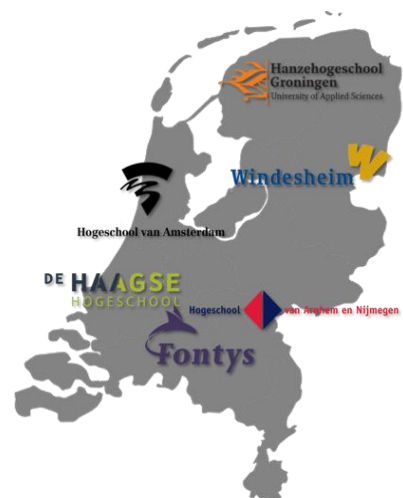 Hanzehogeschool
Groningen
University of Applied Sciences
Windesheim
Hogeschool van Amsterdam
DE HAAGSE
HOGESCHOOL
Hogeschool van Arnhem en Nijmegen
Fontys